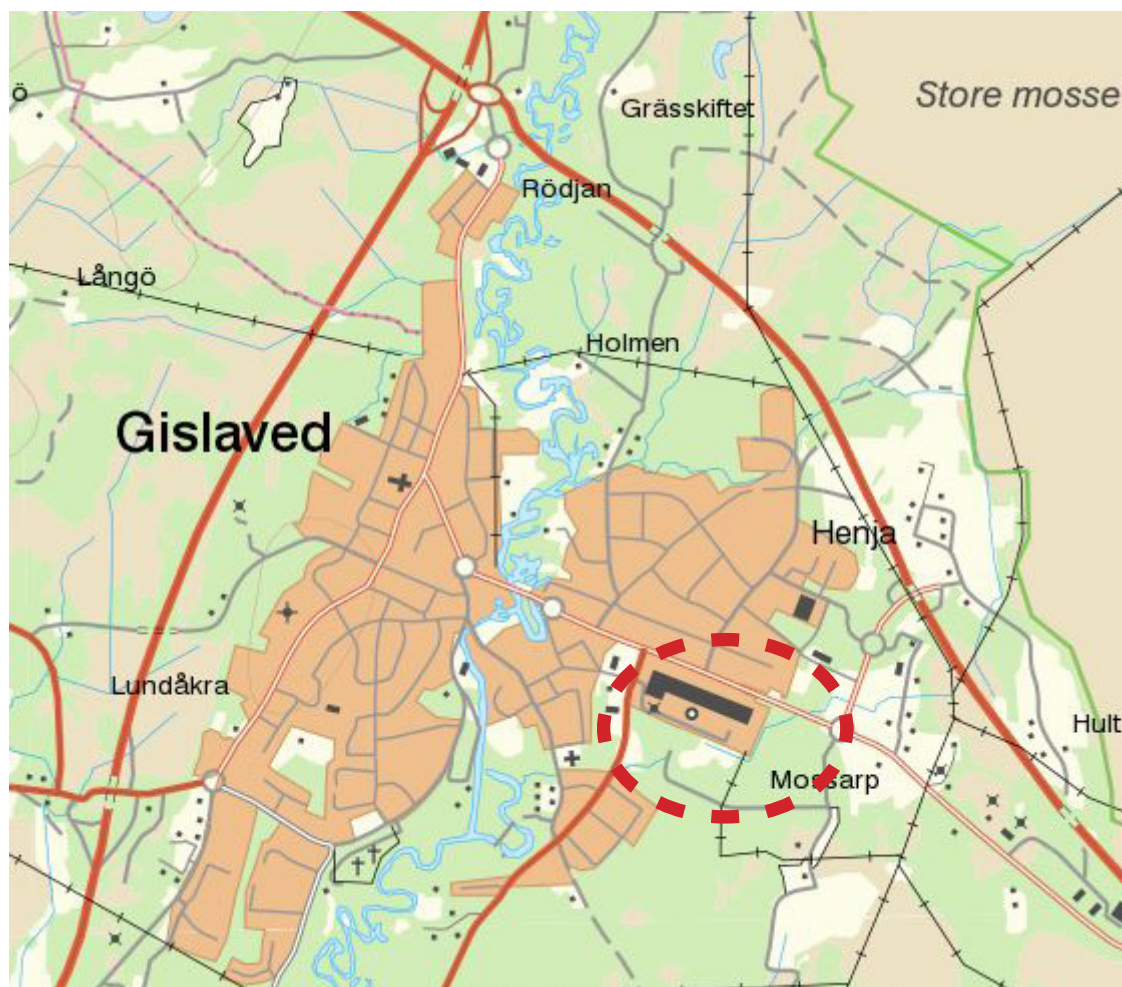 Store mosse
ö
Grässkiftet
Rödjan
Långö
Holmen
Gislaved
Henja
Lundåkra
Hult
Mossarp